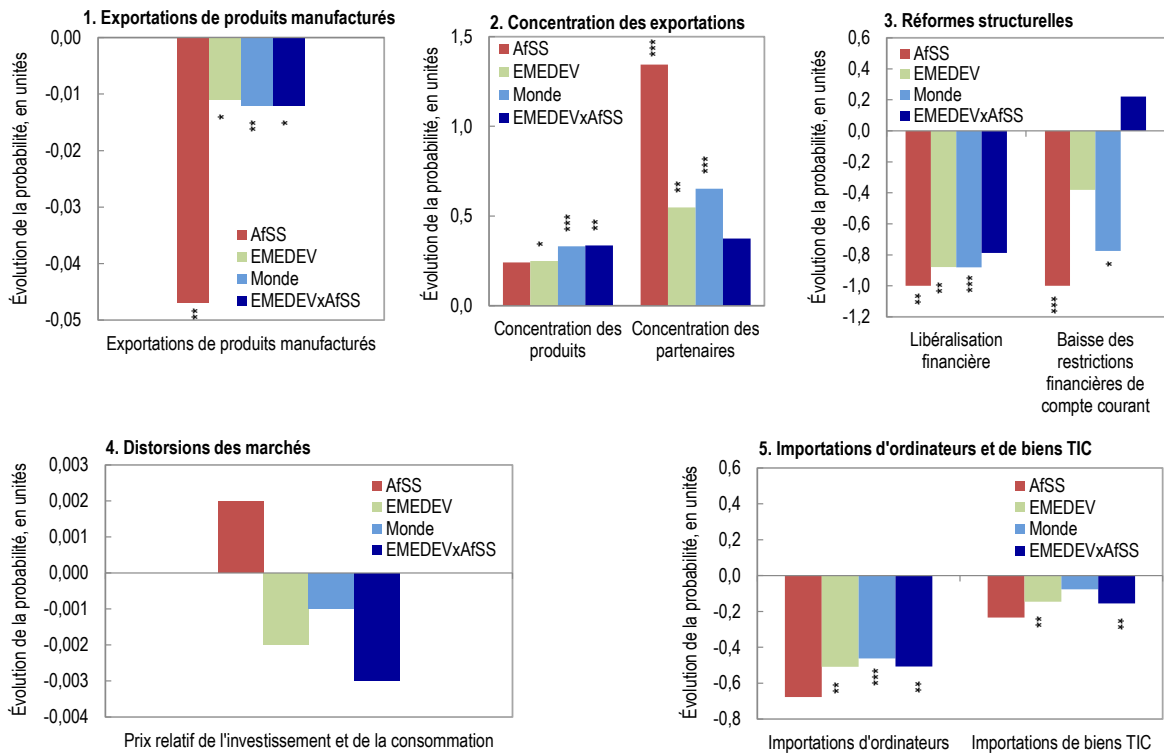 1. Exportations de produits manufacturés
0,00
-0,01
-0,02
-0,03
-0,04
-0,05
Évolution de la probabilité, en unités
*
**
*
**
AfSS
EMEDEV
Monde
EMEDEVxAfSS
Exportations de produits manufacturés
2. Concentration des exportations
1,5
1,0
0,5
0,0
Évolution de la probabilité, en unités
AfSS
EMEDEV
Monde
EMEDEVxAfSS
*
***
**
***
**
***
Concentration des
produits
Concentration des
partenaires
3. Réformes structurelles
0,6
0,4
0,2
0,0
-0,2
-0,4
-0,6
-0,8
-1,0
-1,2
Évolution de la probabilité, en unités
AfSS
EMEDEV
Monde
EMEDEVxAfSS
**
**
***
***
*
Libéralisation
financière
Baisse des
restrictions
financières de
compte courant
4. Distorsions des marchés
0,003
0,002
0,001
0,000
-0,001
-0,002
-0,003
-0,004
Évolution de la probabilité, en unités
AfSS
EMEDEV
Monde
EMEDEVxAfSS
Prix relatif de l'investissement et de la consommation
5. Importations d'ordinateurs et de biens TIC
0,6
0,4
0,2
0,0
-0,2
-0,4
-0,6
-0,8
Évolution de la probabilité, en unités
AfSS
EMEDEV
Monde
EMEDEVxAfSS
**
***
**
**
**
Importations d'ordinateurs
Importations de biens TIC